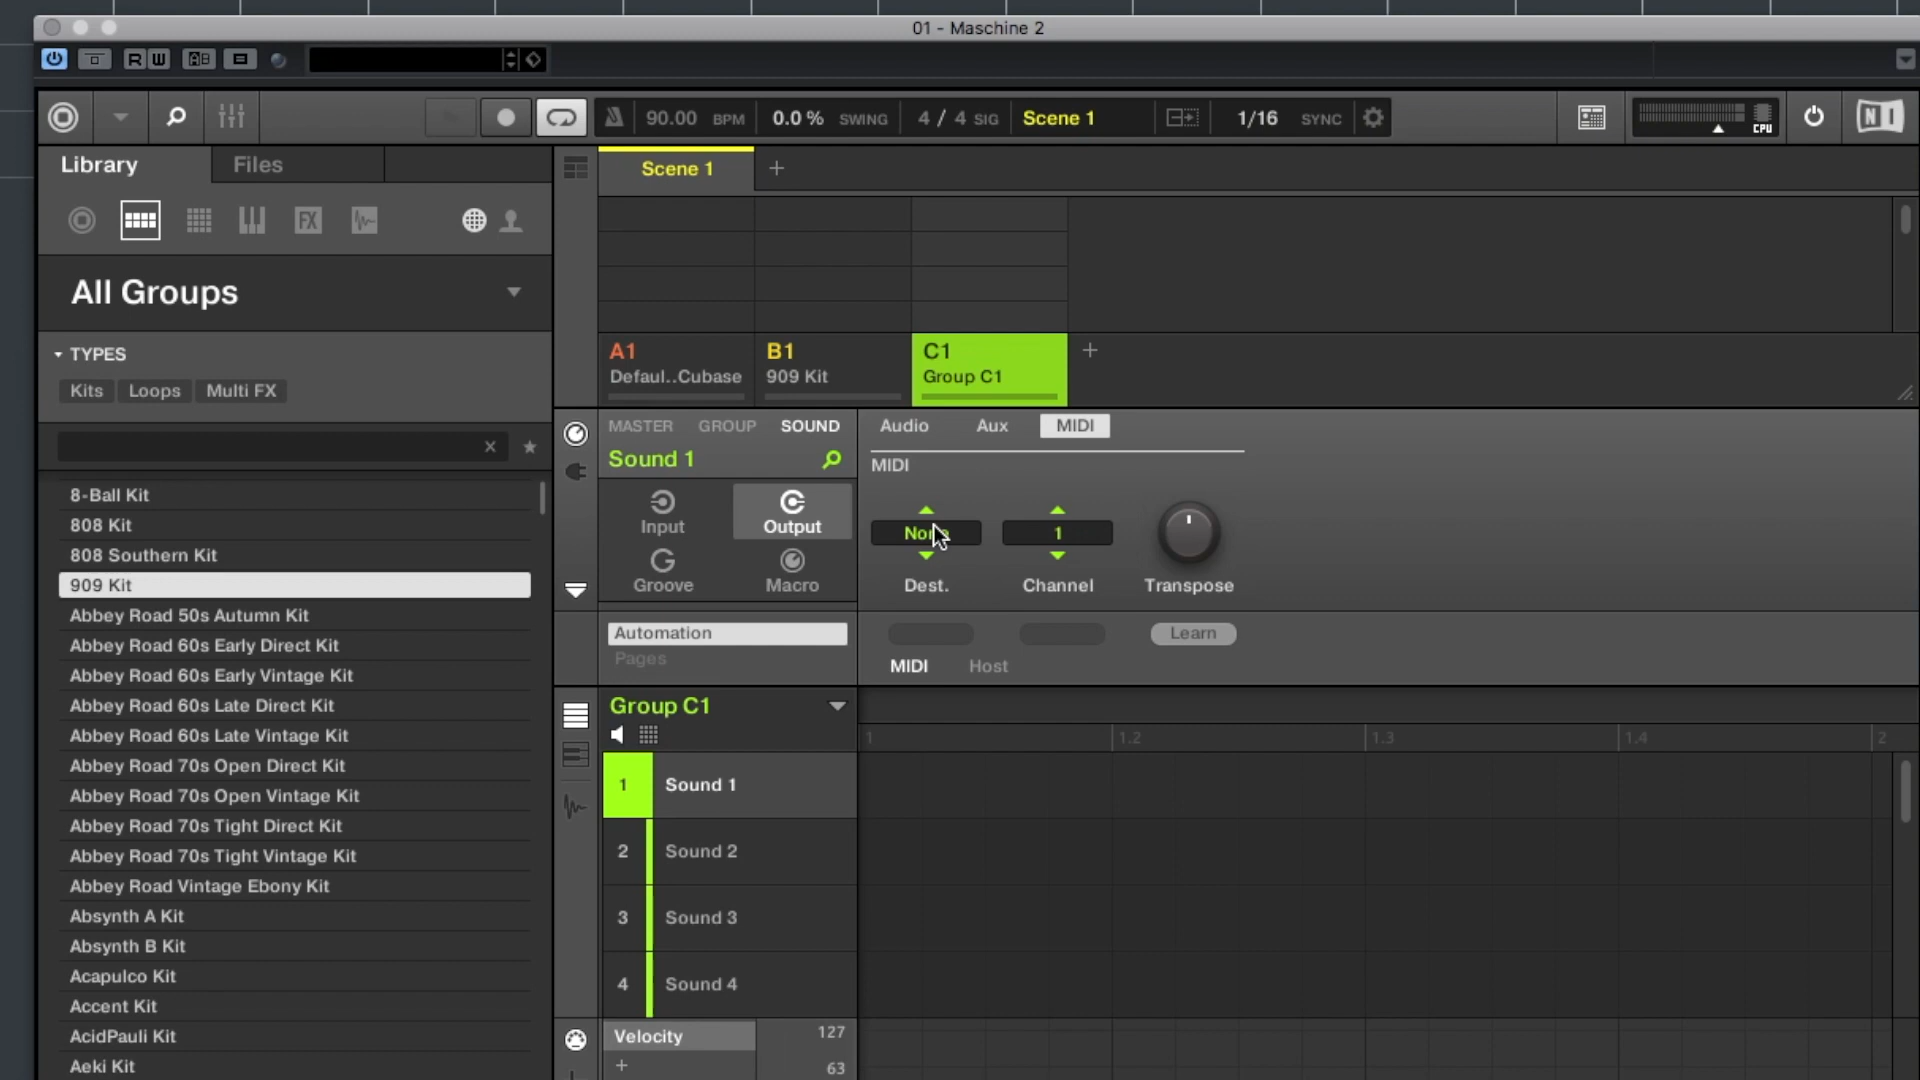 01 - Maschine 2
R W
90.00 BPM 0.0 % SWING 4 / 4 SIG Scene 1 1/16 SYNC CPU NI
Library Files
FX
All Groups
TYPES
Kits Loops Multi FX
8-Ball Kit
808 Kit
808 Southern Kit
909 Kit
Abbey Road 50s Autumn Kit
Abbey Road 60s Early Direct Kit
Abbey Road 60s Early Vintage Kit
Abbey Road 60s Late Direct Kit
Abbey Road 60s Late Vintage Kit
Abbey Road 70s Open Direct Kit
Abbey Road 70s Open Vintage Kit
Abbey Road 70s Tight Direct Kit
Abbey Road 70s Tight Vintage Kit
Abbey Road Vintage Ebony Kit
Absynth A Kit
Absynth B Kit
Acapulco Kit
Accent Kit
AcidPauli Kit
Aeki Kit
Scene 1 +
A1 B1 C1 +
Defaul..Cubase 909 Kit Group C1
MASTER GROUP SOUND
Sound 1
Input Output
Groove Macro
Automation
Pages
Audio Aux MIDI
MIDI
None 1
Dest. Channel Transpose
Learn
MIDI Host
Group C1
1 1.2 1.3 1.4 2
1 Sound 1
2 Sound 2
3 Sound 3
4 Sound 4
Velocity 127
+ 63